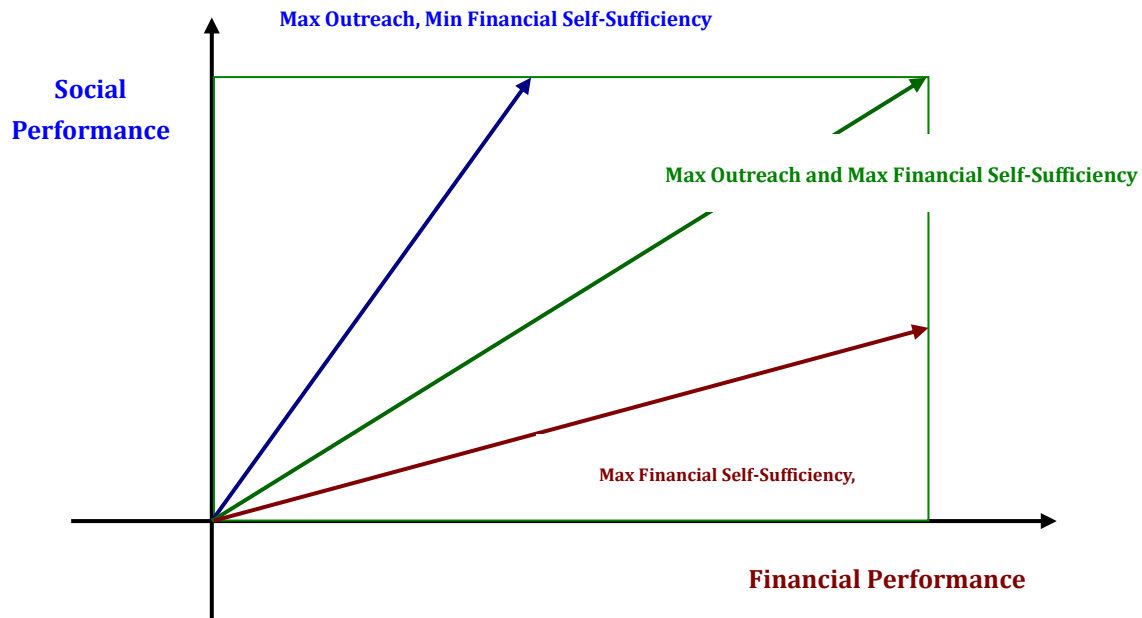 Max Outreach, Min Financial Self-Sufficiency
Social
Performance
Max Outreach and Max Financial Self-Sufficiency
Max Financial Self-Sufficiency,
Financial Performance